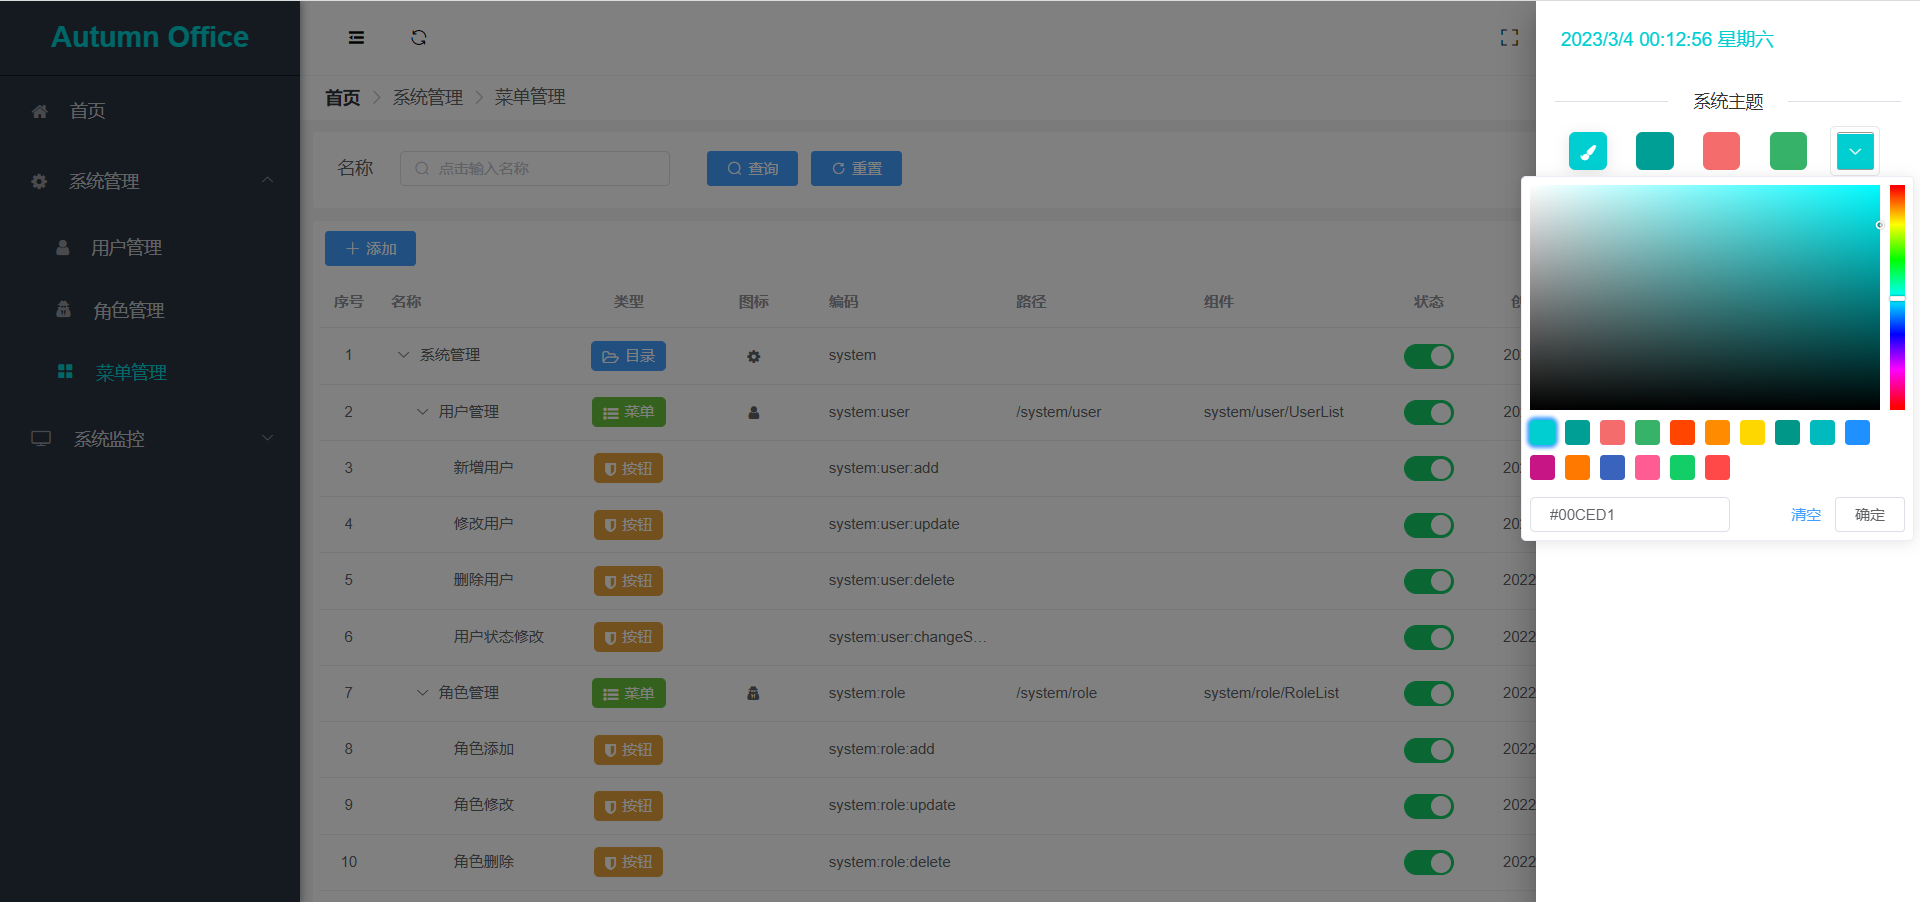 Autumn Office
首页
系统管理
用户管理
角色管理
菜单管理
系统监控
首页 系统管理 菜单管理
名称 点击输入名称 查询 重置
添加
序号 名称 类型 图标 编码 路径 组件 状态
1 系统管理 目录 system 20
2 用户管理 菜单 system:user /system/user system/user/UserList 20
3 新增用户 按钮 system:user:add 20
4 修改用户 按钮 system:user:update 20
5 删除用户 按钮 system:user:delete 2022
6 用户状态修改 按钮 system:user:changeS... 2022
7 角色管理 菜单 system:role /system/role system/role/RoleList 2022
8 角色添加 按钮 system:role:add 2022
9 角色修改 按钮 system:role:update 2022
10 角色删除 按钮 system:role:delete 2022
2023/3/4 00:12:56 星期六
系统主题
#00CED1 清空 确定